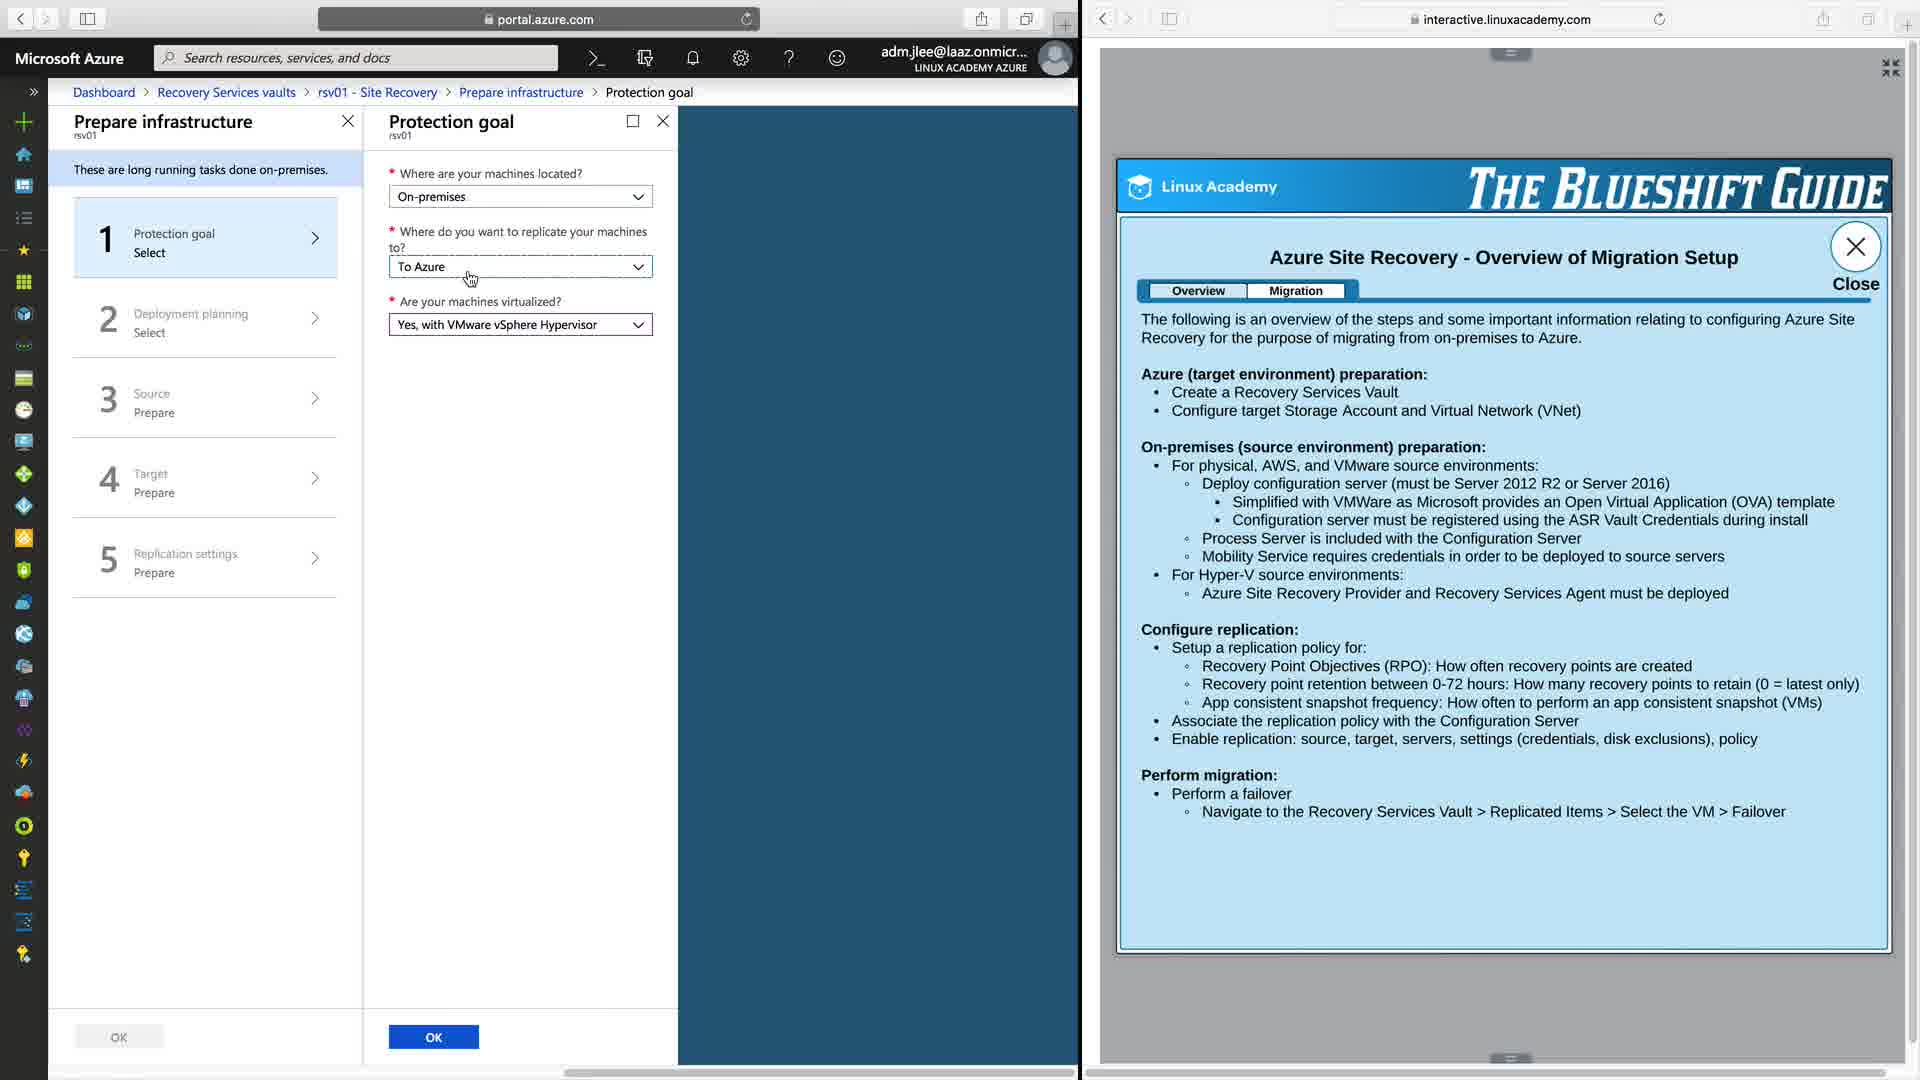 portal.azure.com
Microsoft Azure
Search resources, services, and docs
adm.jlee@laaz.onmicr...
LINUX ACADEMY AZURE
Dashboard > Recovery Services vaults > rsv01 - Site Recovery > Prepare infrastructure > Protection goal
Prepare infrastructure
rsv01
These are long running tasks done on-premises.
1 Protection goal
Select
2 Deployment planning
Select
3 Source
Prepare
4 Target
Prepare
5 Replication settings
Prepare
OK
Protection goal
rsv01
* Where are your machines located?
On-premises
* Where do you want to replicate your machines
to?
To Azure
* Are your machines virtualized?
Yes, with VMware vSphere Hypervisor
OK
interactive.linuxacademy.com
Linux Academy
THE BLUESHIFT GUIDE
Azure Site Recovery - Overview of Migration Setup
Close
Overview Migration
The following is an overview of the steps and some important information relating to configuring Azure Site
Recovery for the purpose of migrating from on-premises to Azure.
Azure (target environment) preparation:
• Create a Recovery Services Vault
• Configure target Storage Account and Virtual Network (VNet)
On-premises (source environment) preparation:
• For physical, AWS, and VMware source environments:
◦ Deploy configuration server (must be Server 2012 R2 or Server 2016)
▪ Simplified with VMWare as Microsoft provides an Open Virtual Application (OVA) template
▪ Configuration server must be registered using the ASR Vault Credentials during install
◦ Process Server is included with the Configuration Server
◦ Mobility Service requires credentials in order to be deployed to source servers
• For Hyper-V source environments:
◦ Azure Site Recovery Provider and Recovery Services Agent must be deployed
Configure replication:
• Setup a replication policy for:
◦ Recovery Point Objectives (RPO): How often recovery points are created
◦ Recovery point retention between 0-72 hours: How many recovery points to retain (0 = latest only)
◦ App consistent snapshot frequency: How often to perform an app consistent snapshot (VMs)
• Associate the replication policy with the Configuration Server
• Enable replication: source, target, servers, settings (credentials, disk exclusions), policy
Perform migration:
• Perform a failover
◦ Navigate to the Recovery Services Vault > Replicated Items > Select the VM > Failover